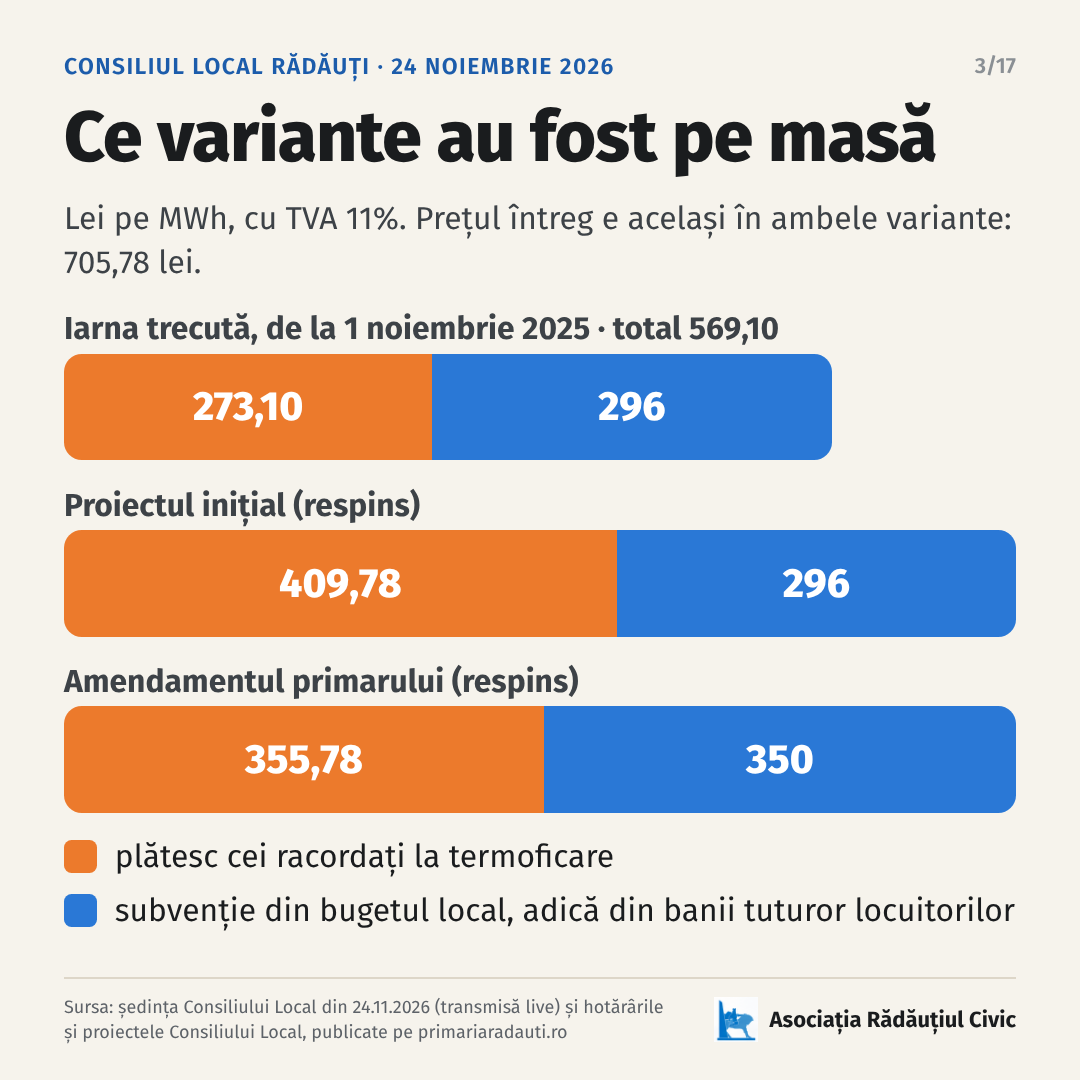 CONSILIUL LOCAL RĂDĂUȚI · 24 NOIEMBRIE 2026
3/17
Ce variante au fost pe masă
Lei pe MWh, cu TVA 11%. Prețul întreg e același în ambele variante:
705,78 lei.
Iarna trecută, de la 1 noiembrie 2025 · total 569,10
273,10
296
Proiectul inițial (respins)
409,78
296
Amendamentul primarului (respins)
355,78
350
plătesc cei racordați la termoficare
subvenție din bugetul local, adică din banii tuturor locuitorilor
Sursa: ședința Consiliului Local din 24.11.2026 (transmisă live) și hotărârile
și proiectele Consiliului Local, publicate pe primariaradauti.ro
Asociația Rădăuțiul Civic